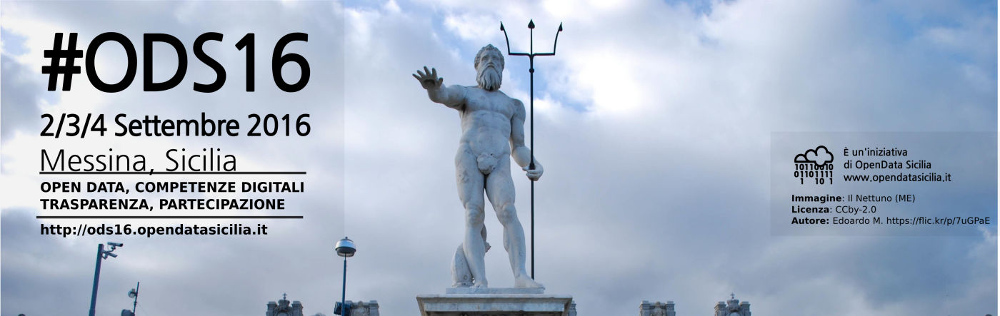 #ODS16
2/3/4 Settembre 2016
Messina, Sicilia
OPEN DATA, COMPETENZE DIGITALI
TRASPARENZA, PARTECIPAZIONE
http://ods16.opendatasicilia.it
10110010
01101111
1 10 1
È un'iniziativa
di OpenData Sicilia
www.opendatasicilia.it
Immagine: Il Nettuno (ME)
Licenza: CCby-2.0
Autore: Edoardo M. https://flic.kr/p/7uGPaE